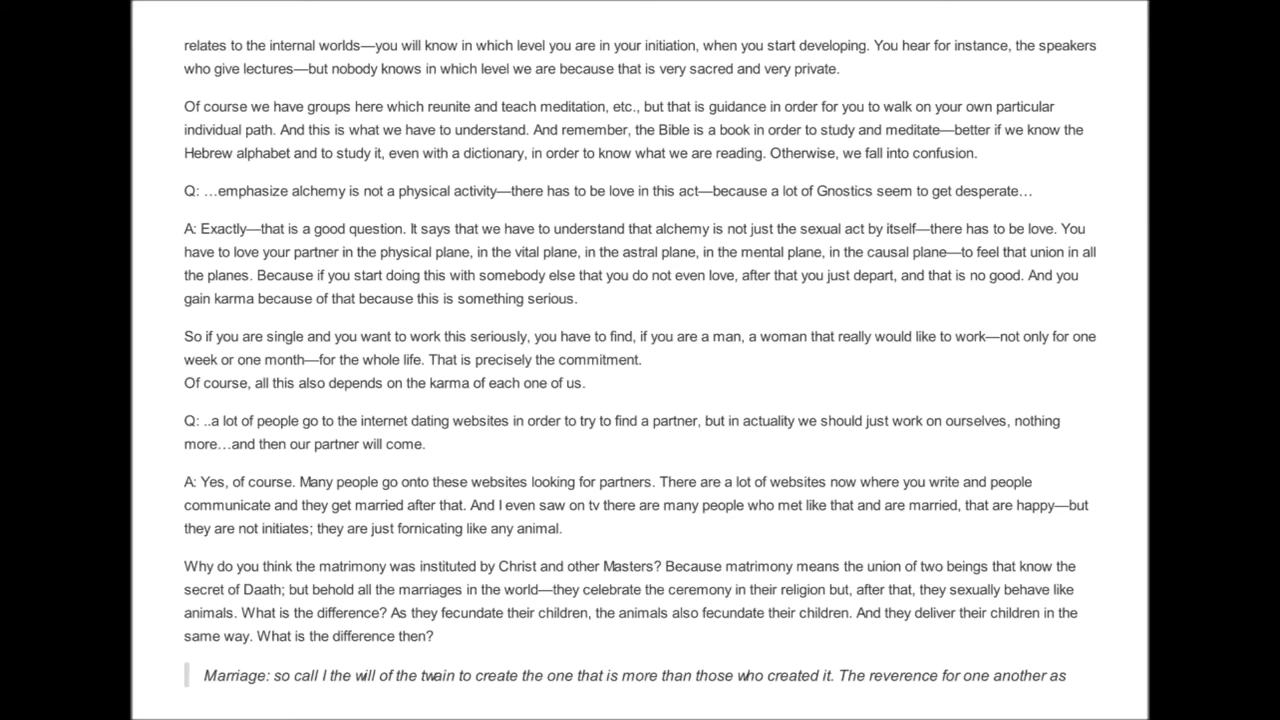 relates to the internal worlds—you will know in which level you are in your initiation, when you start developing. You hear for instance, the speakers
who give lectures—but nobody knows in which level we are because that is very sacred and very private.
Of course we have groups here which reunite and teach meditation, etc., but that is guidance in order for you to walk on your own particular
individual path. And this is what we have to understand. And remember, the Bible is a book in order to study and meditate—better if we know the
Hebrew alphabet and to study it, even with a dictionary, in order to know what we are reading. Otherwise, we fall into confusion.
Q: …emphasize alchemy is not a physical activity—there has to be love in this act—because a lot of Gnostics seem to get desperate…
A: Exactly—that is a good question. It says that we have to understand that alchemy is not just the sexual act by itself—there has to be love. You
have to love your partner in the physical plane, in the vital plane, in the astral plane, in the mental plane, in the causal plane—to feel that union in all
the planes. Because if you start doing this with somebody else that you do not even love, after that you just depart, and that is no good. And you
gain karma because of that because this is something serious.
So if you are single and you want to work this seriously, you have to find, if you are a man, a woman that really would like to work—not only for one
week or one month—for the whole life. That is precisely the commitment.
Of course, all this also depends on the karma of each one of us.
Q: ..a lot of people go to the internet dating websites in order to try to find a partner, but in actuality we should just work on ourselves, nothing
more…and then our partner will come.
A: Yes, of course. Many people go onto these websites looking for partners. There are a lot of websites now where you write and people
communicate and they get married after that. And I even saw on tv there are many people who met like that and are married, that are happy—but
they are not initiates; they are just fornicating like any animal.
Why do you think the matrimony was instituted by Christ and other Masters? Because matrimony means the union of two beings that know the
secret of Daath; but behold all the marriages in the world—they celebrate the ceremony in their religion but, after that, they sexually behave like
animals. What is the difference? As they fecundate their children, the animals also fecundate their children. And they deliver their children in the
same way. What is the difference then?
Marriage: so call I the will of the twain to create the one that is more than those who created it. The reverence for one another as